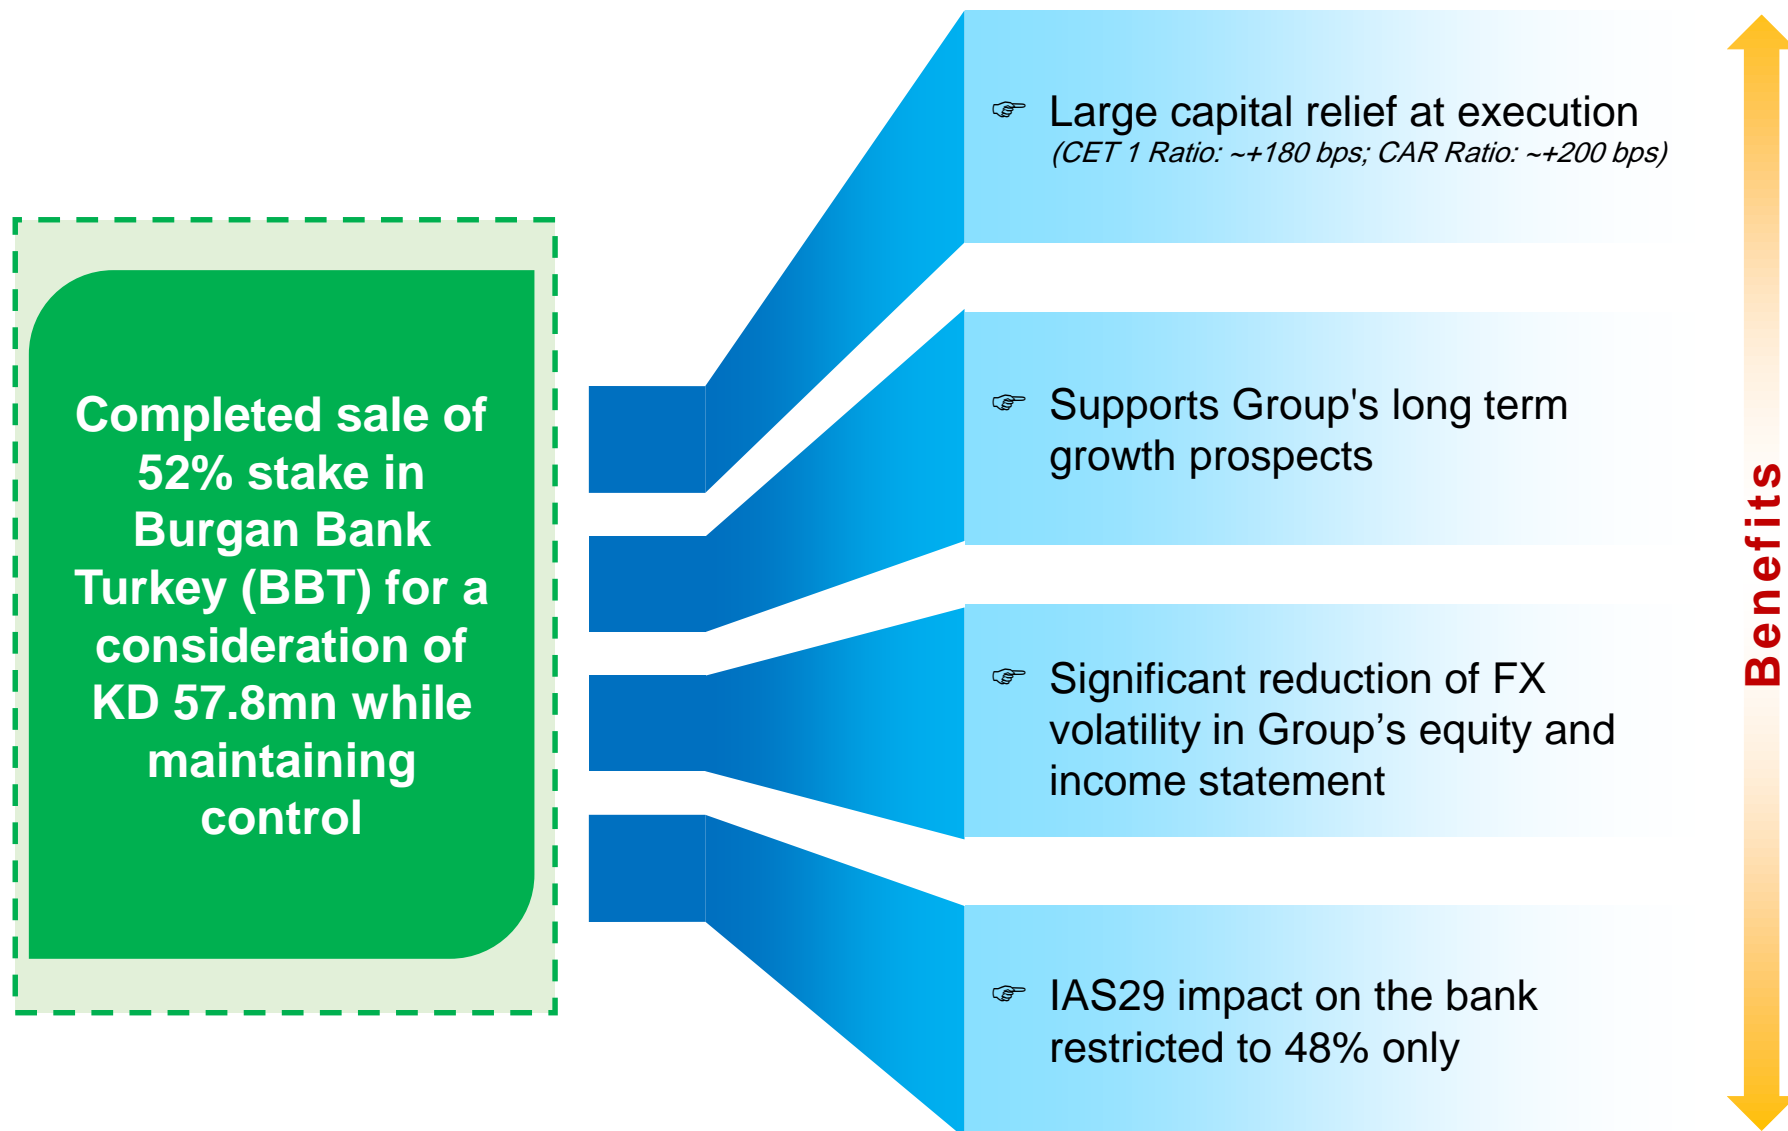 Completed sale of
52% stake in
Burgan Bank
Turkey (BBT) for a
consideration of
KD 57.8mn while
maintaining
control
☞ Large capital relief at execution
(CET 1 Ratio: ~+180 bps; CAR Ratio: ~+200 bps)
☞ Supports Group's long term
growth prospects
☞ Significant reduction of FX
volatility in Group’s equity and
income statement
☞ IAS29 impact on the bank
restricted to 48% only
Benefits